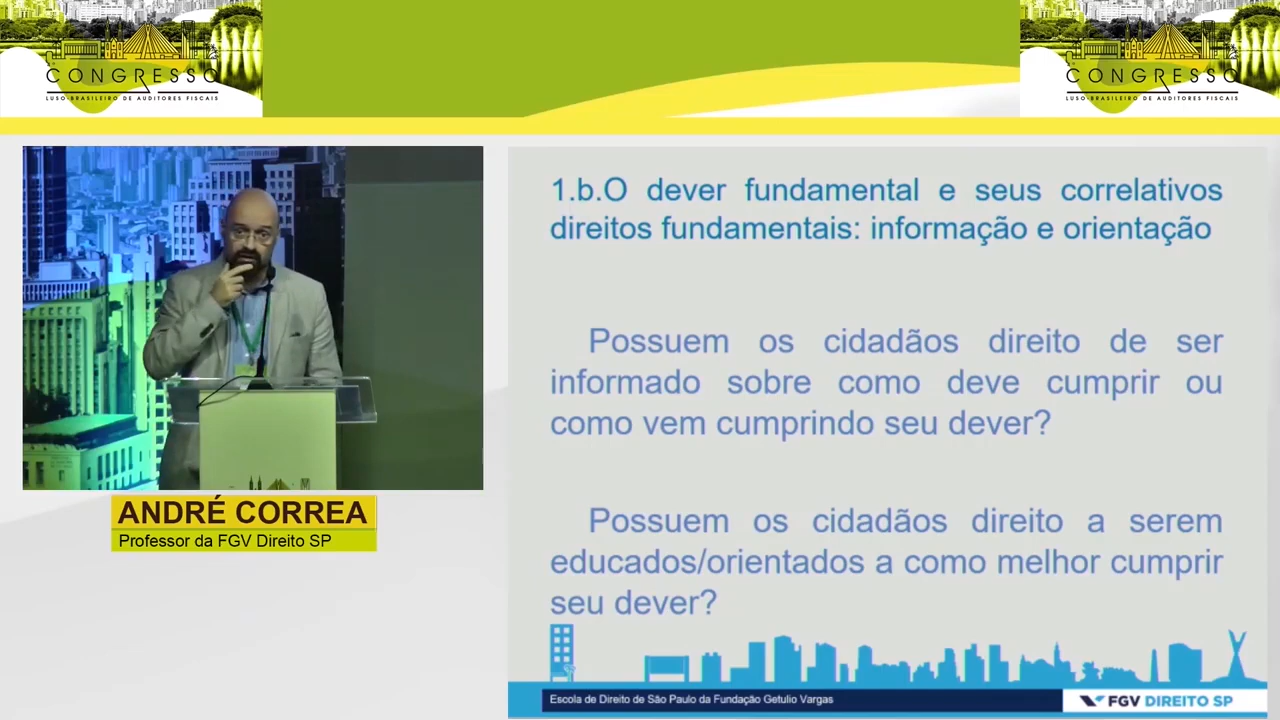 CONGRESSO
LUSO-BRASILEIRO DE AUDITORES FISCAIS
CONGRESSO
LUSO-BRASILEIRO DE AUDITORES FISCAIS
ANDRÉ CORREA
Professor da FGV Direito SP
1.b.O dever fundamental e seus correlativos
direitos fundamentais: informação e orientação
Possuem os cidadãos direito de ser
informado sobre como deve cumprir ou
como vem cumprindo seu dever?
Possuem os cidadãos direito a serem
educados/orientados a como melhor cumprir
seu dever?
Escola de Direito de São Paulo da Fundação Getulio Vargas
FGV DIREITO SP